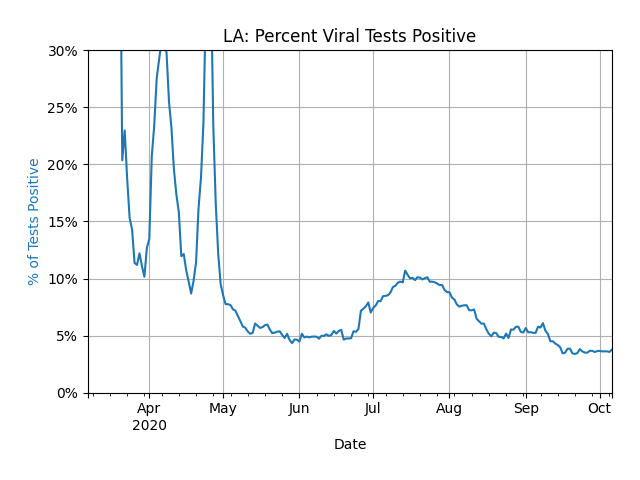 LA: Percent Viral Tests Positive
30%
25%
20%
15%
10%
5%
0%
% of Tests Positive
Apr
2020
May
Jun
Jul
Aug
Sep
Oct
Date